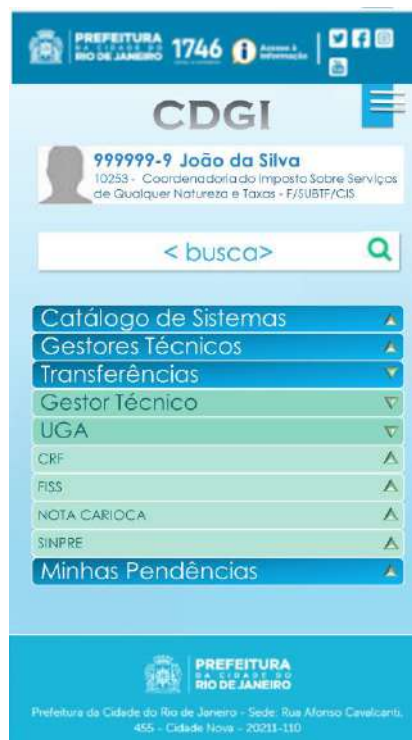 PREFEITURA
DA CIDADE DO
RIO DE JANEIRO
1746
Acesso à
Informação
CDGI
999999-9 João da Silva
10253 - Coordenadoria do Imposto Sobre Serviços
de Qualquer Natureza e Taxas - F/SUBTF/CIS
< busca>
Catálogo de Sistemas
Gestores Técnicos
Transferências
Gestor Técnico
UGA
CRF
FISS
NOTA CARIOCA
SINPRE
Minhas Pendências
PREFEITURA
DA CIDADE DO
RIO DE JANEIRO
Prefeitura da Cidade do Rio de Janeiro - Sede: Rua Afonso Cavalcanti,
455 - Cidade Nova - 20211-110